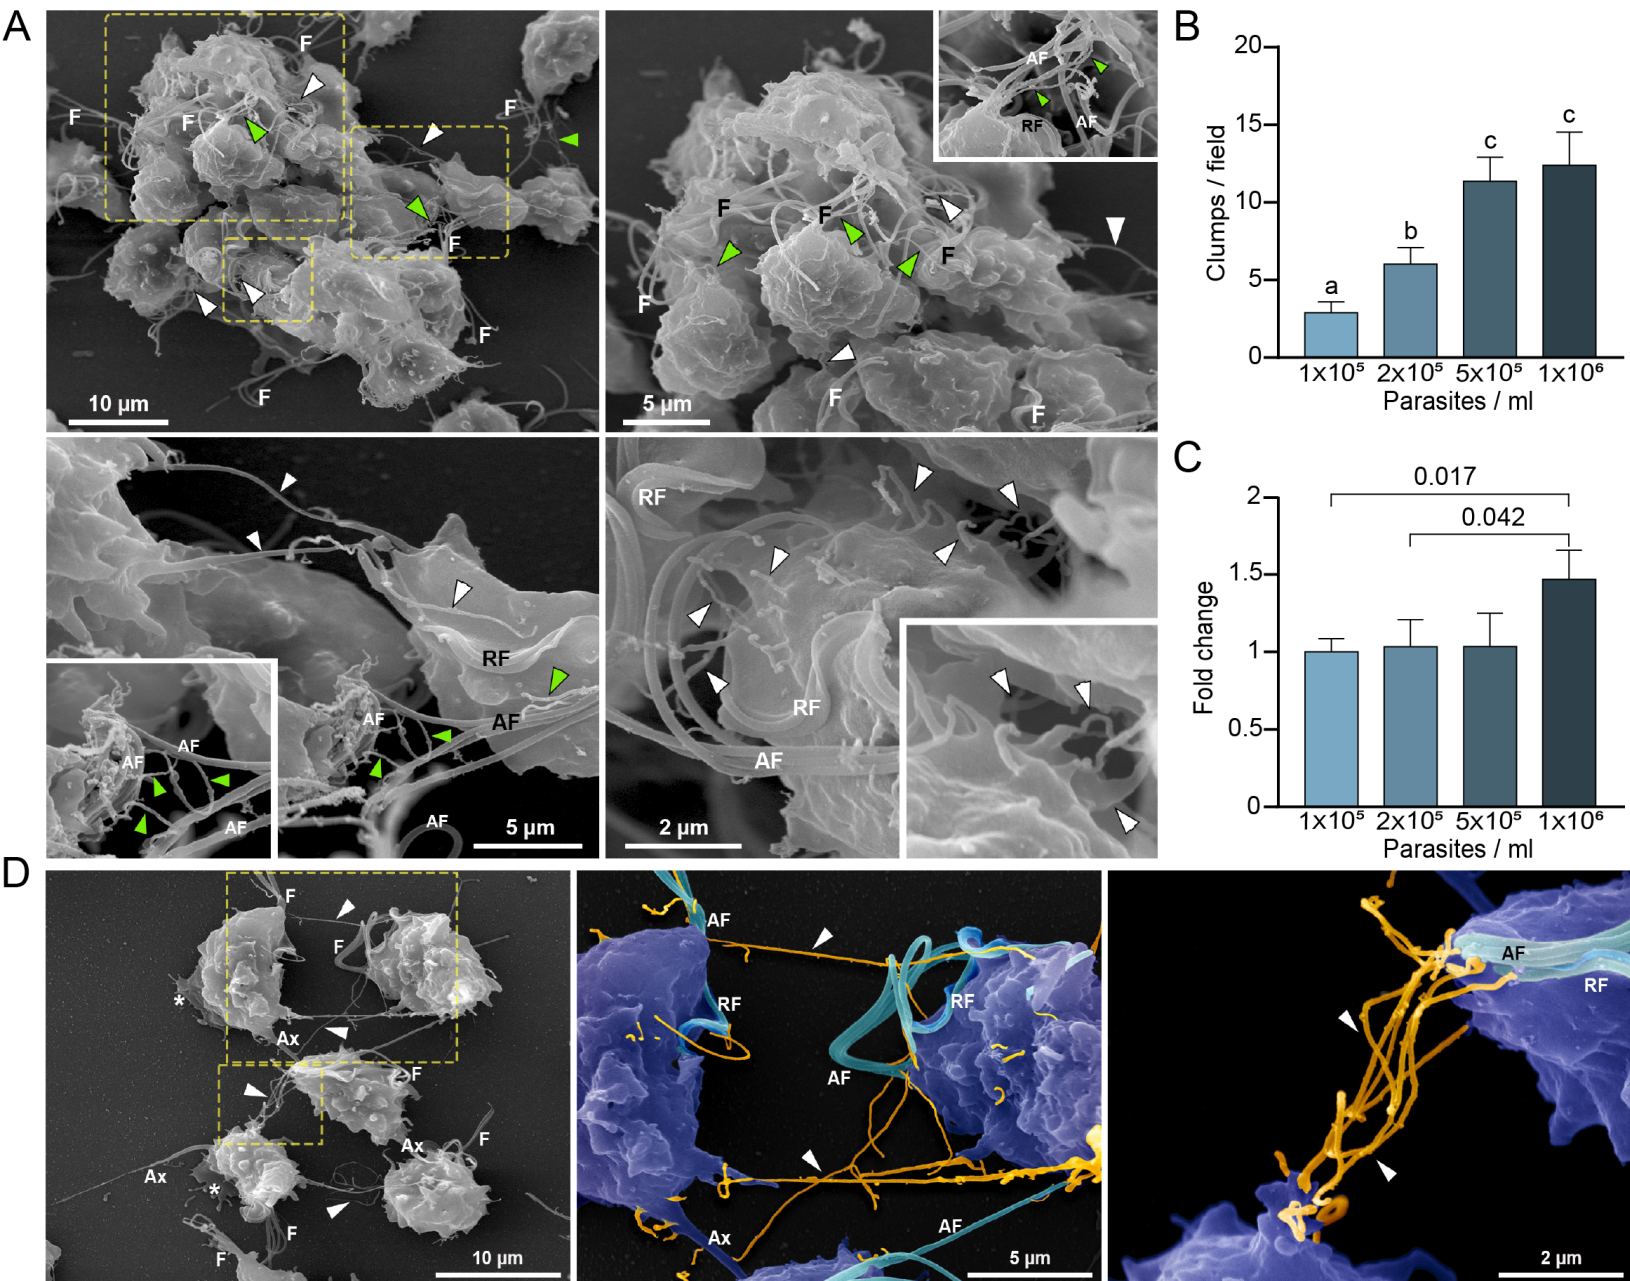 A
F
F
F
F
F
F
F
10 µm
F
F
F
F
F
F
5 µm
AF
AF
RF
B
20
15
10
5
0
Clumps / field
a
b
c
c
1x10⁵
2x10⁵
5x10⁵
1x10⁶
Parasites / ml
RF
AF
AF
AF
5 µm
AF
AF
AF
RF
RF
AF
2 µm
C
2
1.5
1
0.5
0
Fold change
0.017
0.042
1x10⁵
2x10⁵
5x10⁵
1x10⁶
Parasites / ml
D
F
F
*
Ax
F
Ax
F
Ax
*
F
F
10 µm
AF
RF
RF
AF
Ax
AF
5 µm
AF
RF
2 µm